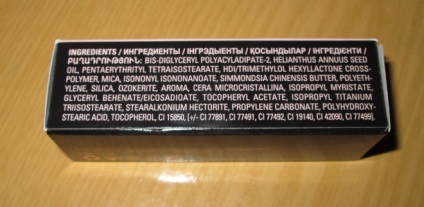 INGREDIENTS / ИНГРЕДИЕНТЫ / ІНГРЭДЫЕНТЫ / ҚОСЫНДЫЛАР / ІНГРЕДІЄНТИ /
ԲԱՂԱԴՐՈՒԹՅՈՒՆ: BIS-DIGLYCERYL POLYACYLADIPATE-2, HELIANTHUS ANNUUS SEED
OIL, PENTAERYTHRITYL TETRAISOSTEARATE, HDI/TRIMETHYLOL HEXYLLACTONE CROSS-
POLYMER, MICA, ISONONYL ISONONANOATE, SIMMONDSIA CHINENSIS BUTTER, POLYETH-
YLENE, SILICA, OZOKERITE, AROMA, CERA MICROCRISTALLINA, ISOPROPYL MYRISTATE,
GLYCERYL BEHENATE/EICOSADIOATE, TOCOPHERYL ACETATE, ISOPROPYL TITANIUM
TRIISOSTEARATE, STEARALKONIUM HECTORITE, PROPYLENE CARBONATE, POLYHYDROXY-
STEARIC ACID, TOCOPHEROL, CI 15850, [+/- CI 77891, CI 77491, CI 77492, CI 19140, CI 42090, CI 77499].